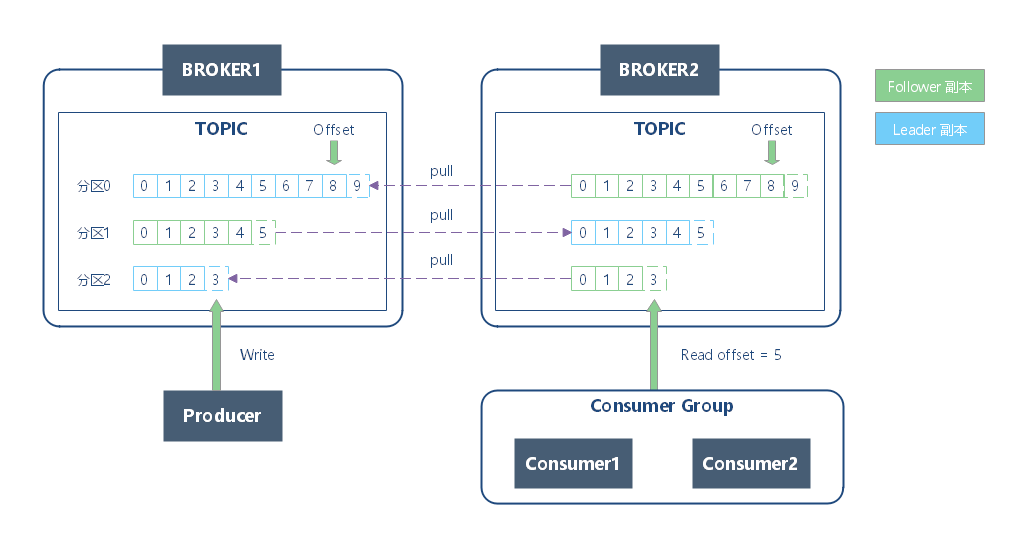 BROKER1
BROKER2
Follower 副本
Leader 副本
TOPIC
Offset
TOPIC
Offset
分区0
0 1 2 3 4 5 6 7 8 9
pull
0 1 2 3 4 5 6 7 8 9
分区1
0 1 2 3 4 5
pull
0 1 2 3 4 5
分区2
0 1 2 3
pull
0 1 2 3
Write
Read offset = 5
Producer
Consumer Group
Consumer1
Consumer2